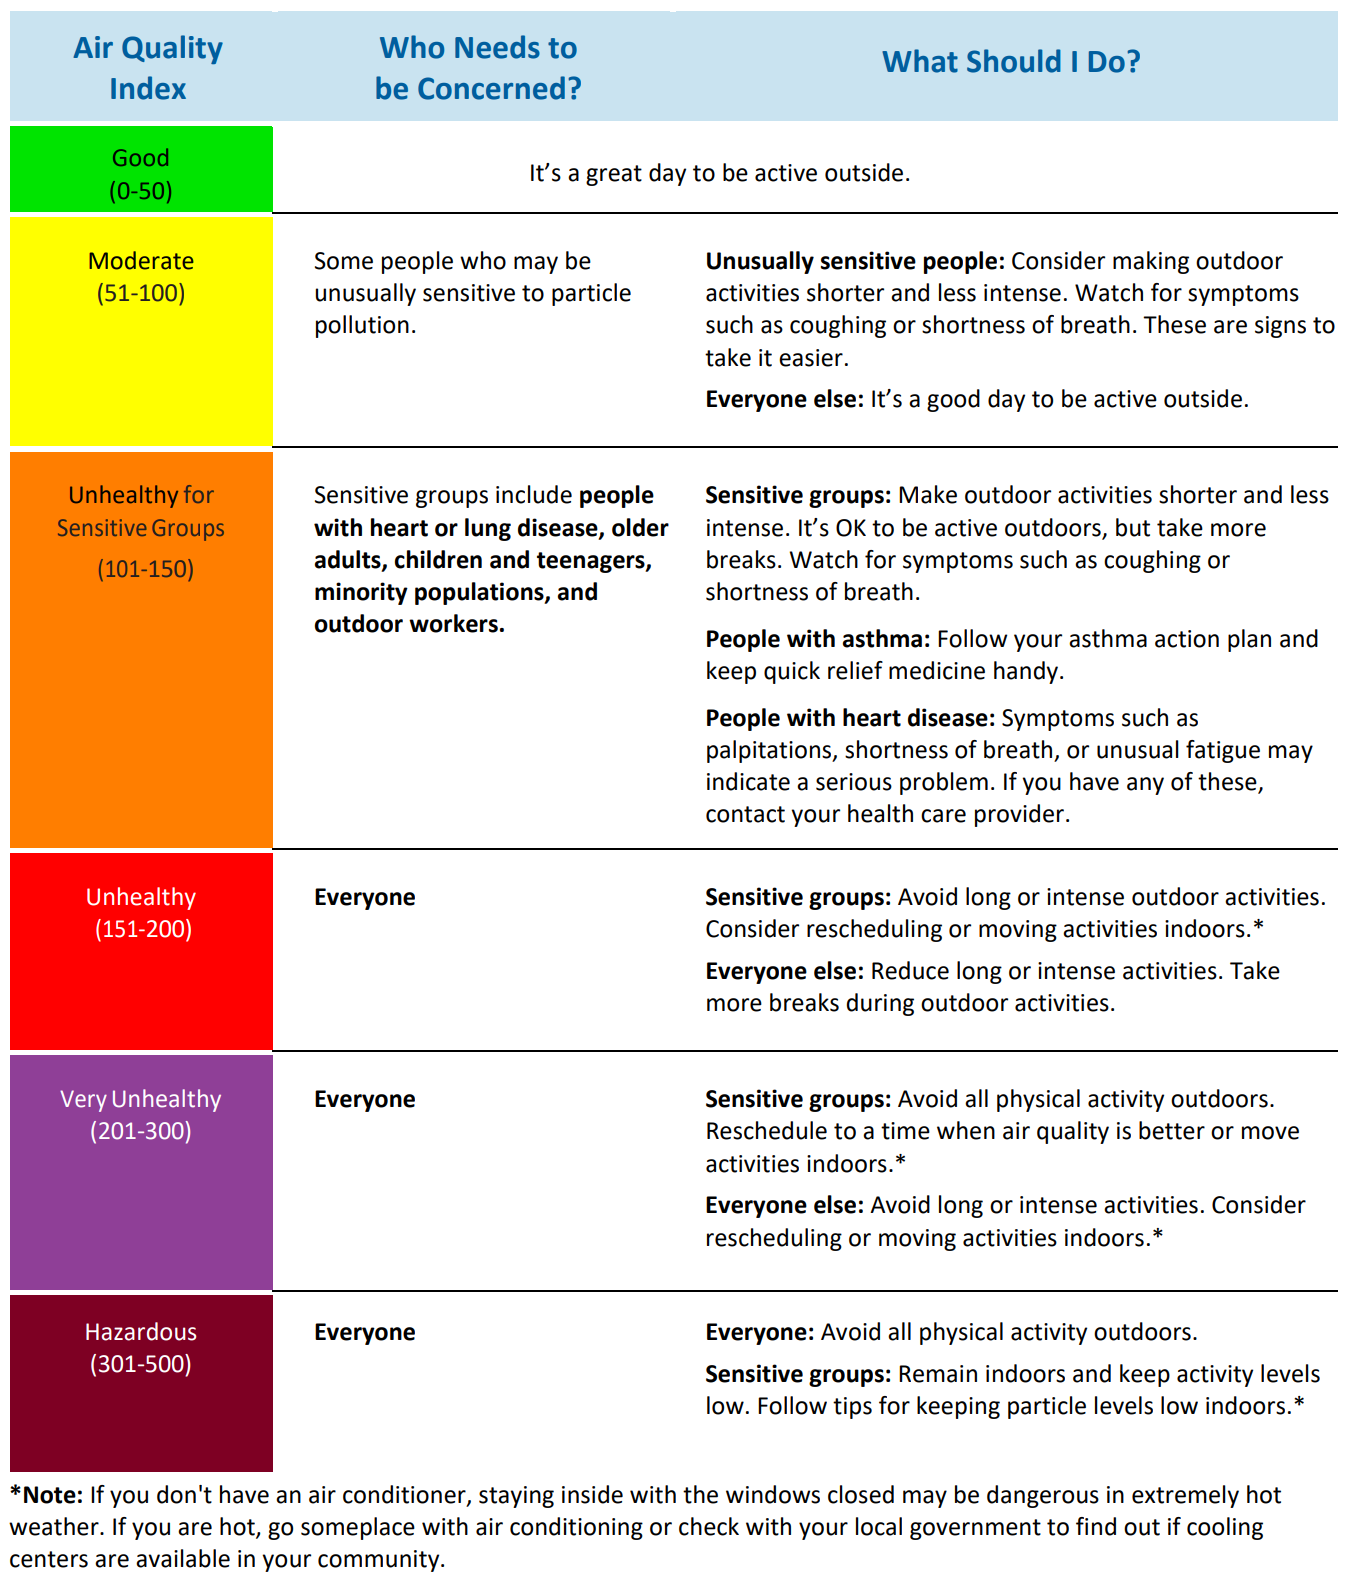 Air Quality
Index
Who Needs to
be Concerned?
What Should I Do?
Good
(0-50)
It’s a great day to be active outside.
Moderate
(51-100)
Some people who may be
unusually sensitive to particle
pollution.
Unusually sensitive people: Consider making outdoor
activities shorter and less intense. Watch for symptoms
such as coughing or shortness of breath. These are signs to
take it easier.
Everyone else: It’s a good day to be active outside.
Unhealthy for
Sensitive Groups
(101-150)
Sensitive groups include people
with heart or lung disease, older
adults, children and teenagers,
minority populations, and
outdoor workers.
Sensitive groups: Make outdoor activities shorter and less
intense. It’s OK to be active outdoors, but take more
breaks. Watch for symptoms such as coughing or
shortness of breath.
People with asthma: Follow your asthma action plan and
keep quick relief medicine handy.
People with heart disease: Symptoms such as
palpitations, shortness of breath, or unusual fatigue may
indicate a serious problem. If you have any of these,
contact your health care provider.
Unhealthy
(151-200)
Everyone
Sensitive groups: Avoid long or intense outdoor activities.
Consider rescheduling or moving activities indoors.*
Everyone else: Reduce long or intense activities. Take
more breaks during outdoor activities.
Very Unhealthy
(201-300)
Everyone
Sensitive groups: Avoid all physical activity outdoors.
Reschedule to a time when air quality is better or move
activities indoors.*
Everyone else: Avoid long or intense activities. Consider
rescheduling or moving activities indoors.*
Hazardous
(301-500)
Everyone
Everyone: Avoid all physical activity outdoors.
Sensitive groups: Remain indoors and keep activity levels
low. Follow tips for keeping particle levels low indoors.*
*Note: If you don't have an air conditioner, staying inside with the windows closed may be dangerous in extremely hot
weather. If you are hot, go someplace with air conditioning or check with your local government to find out if cooling
centers are available in your community.